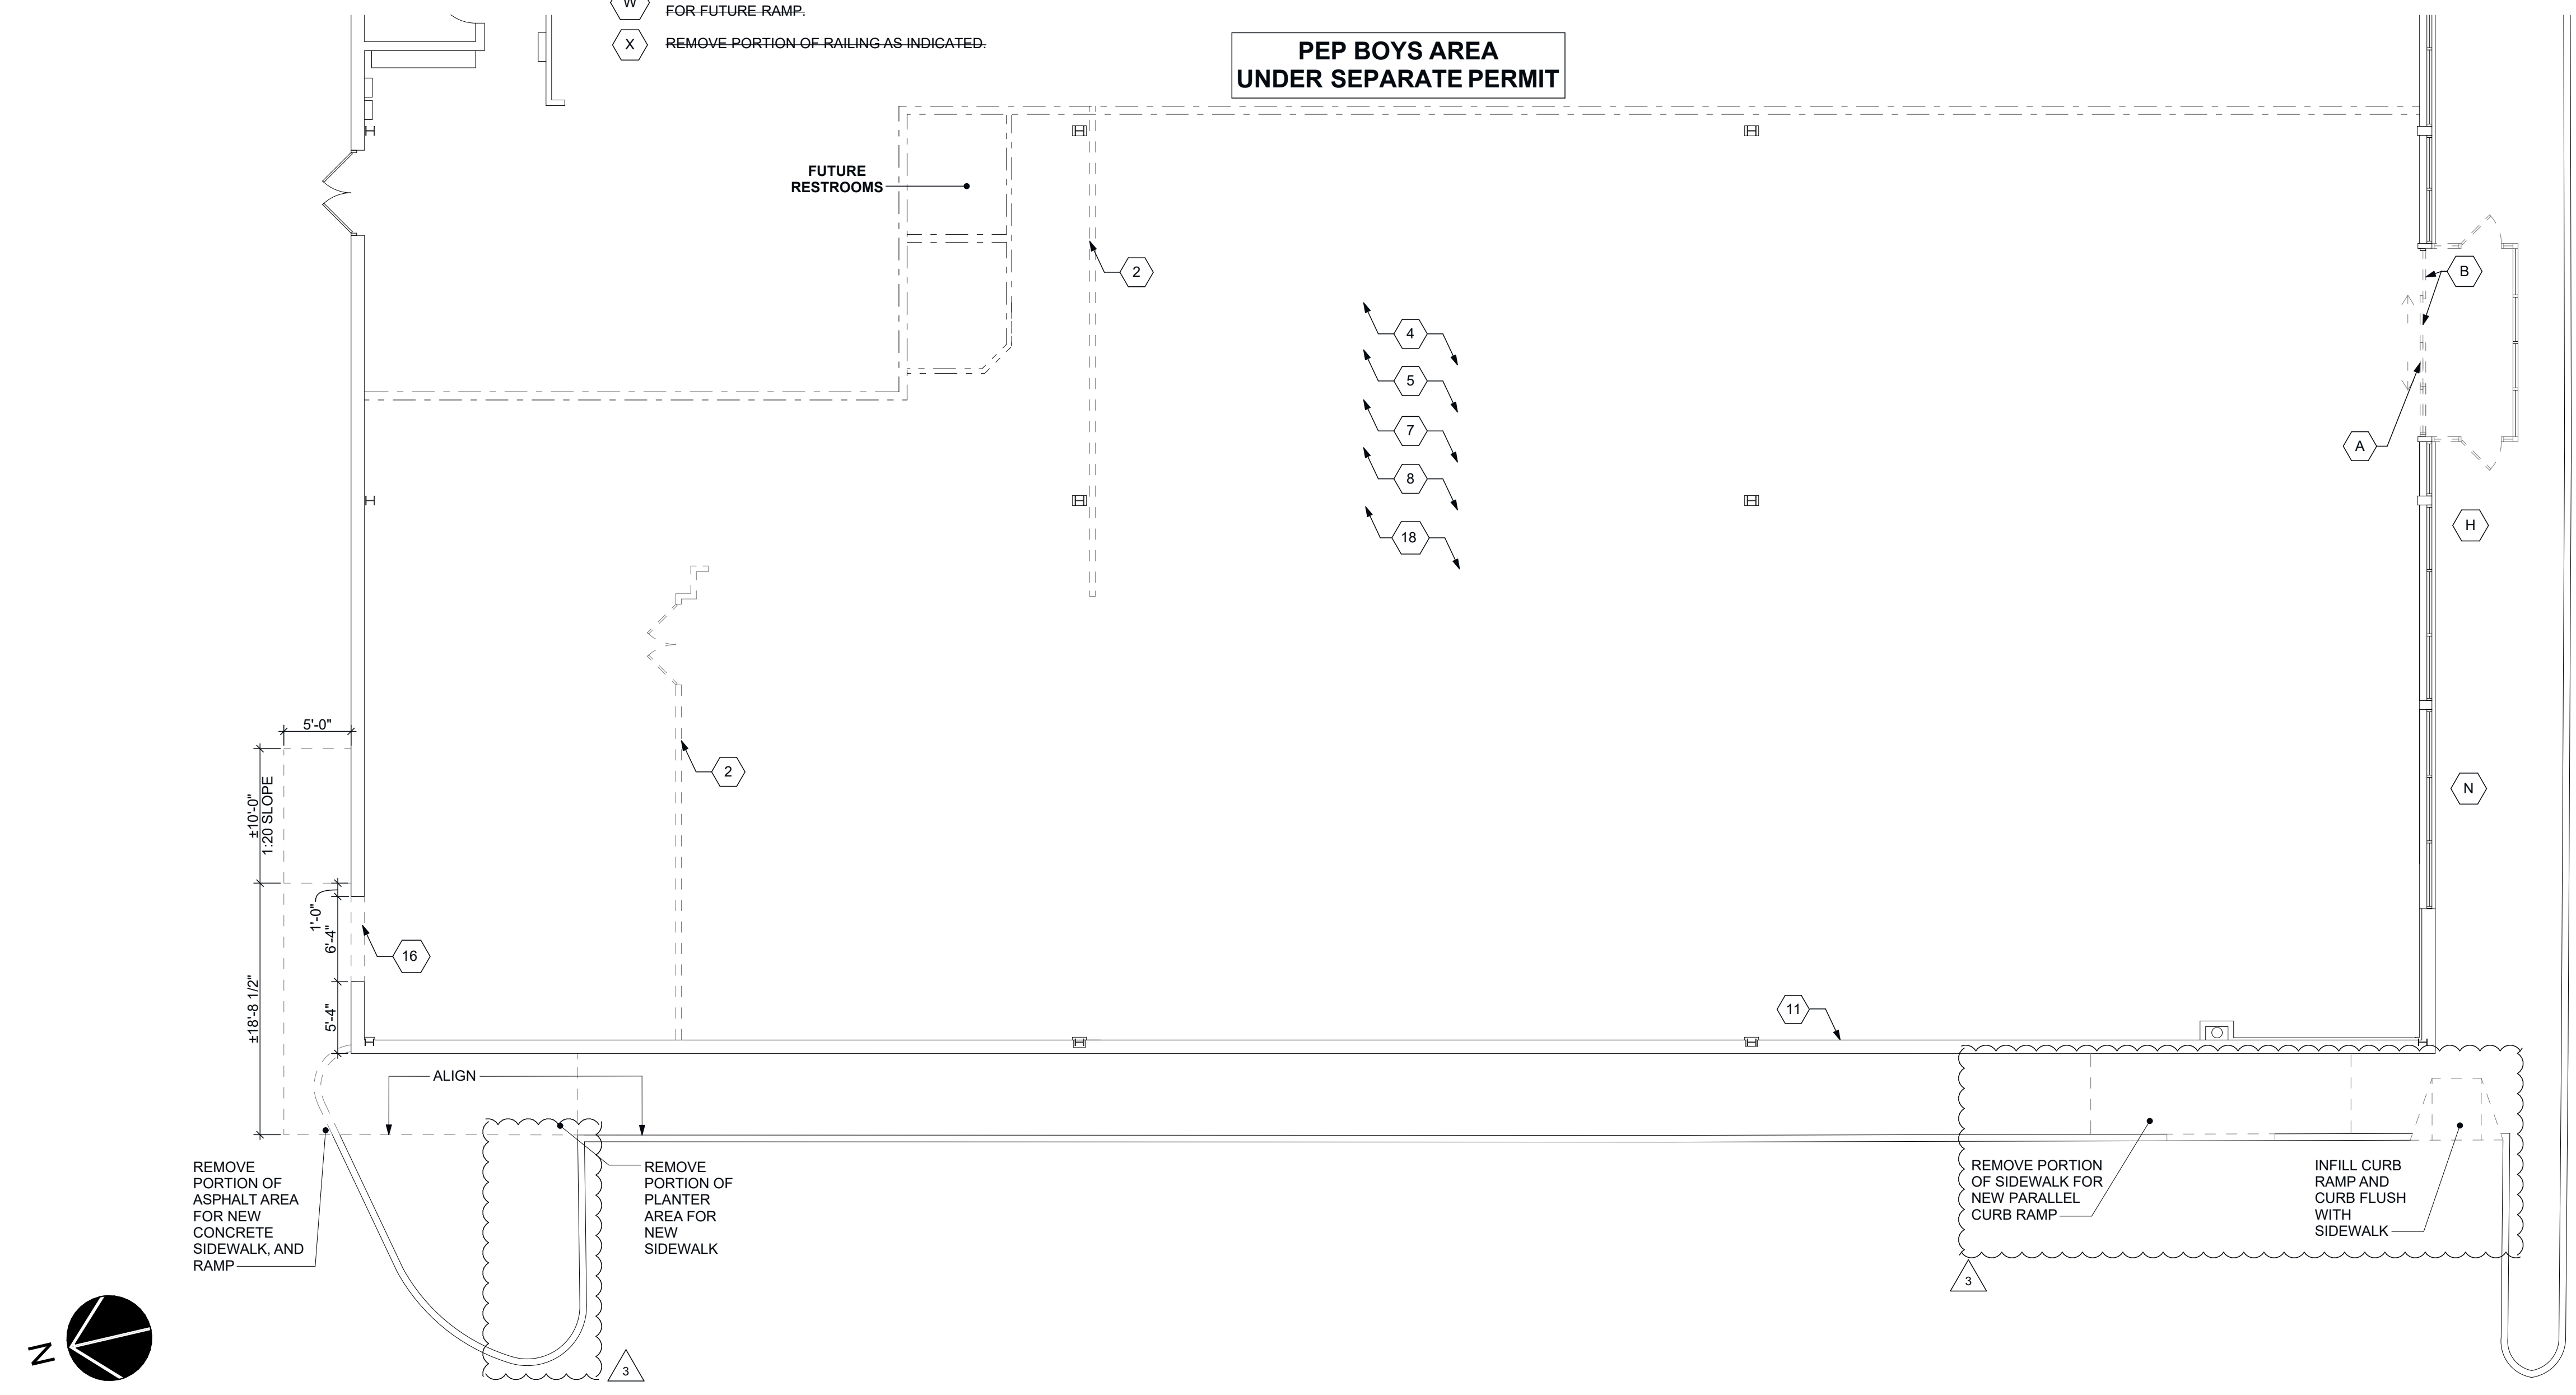 W
FOR FUTURE RAMP.
X
REMOVE PORTION OF RAILING AS INDICATED.
PEP BOYS AREA
UNDER SEPARATE PERMIT
FUTURE
RESTROOMS
2
B
4
5
7
A
8
H
18
5'-0"
2
±10'-0"
1:20 SLOPE
N
1'-0"
6'-4"
16
±18'-8 1/2"
5'-4"
11
ALIGN
REMOVE
PORTION OF
ASPHALT AREA
FOR NEW
CONCRETE
SIDEWALK, AND
RAMP
REMOVE
PORTION OF
PLANTER
AREA FOR
NEW
SIDEWALK
REMOVE PORTION
OF SIDEWALK FOR
NEW PARALLEL
CURB RAMP
INFILL CURB
RAMP AND
CURB FLUSH
WITH
SIDEWALK
3
3
N